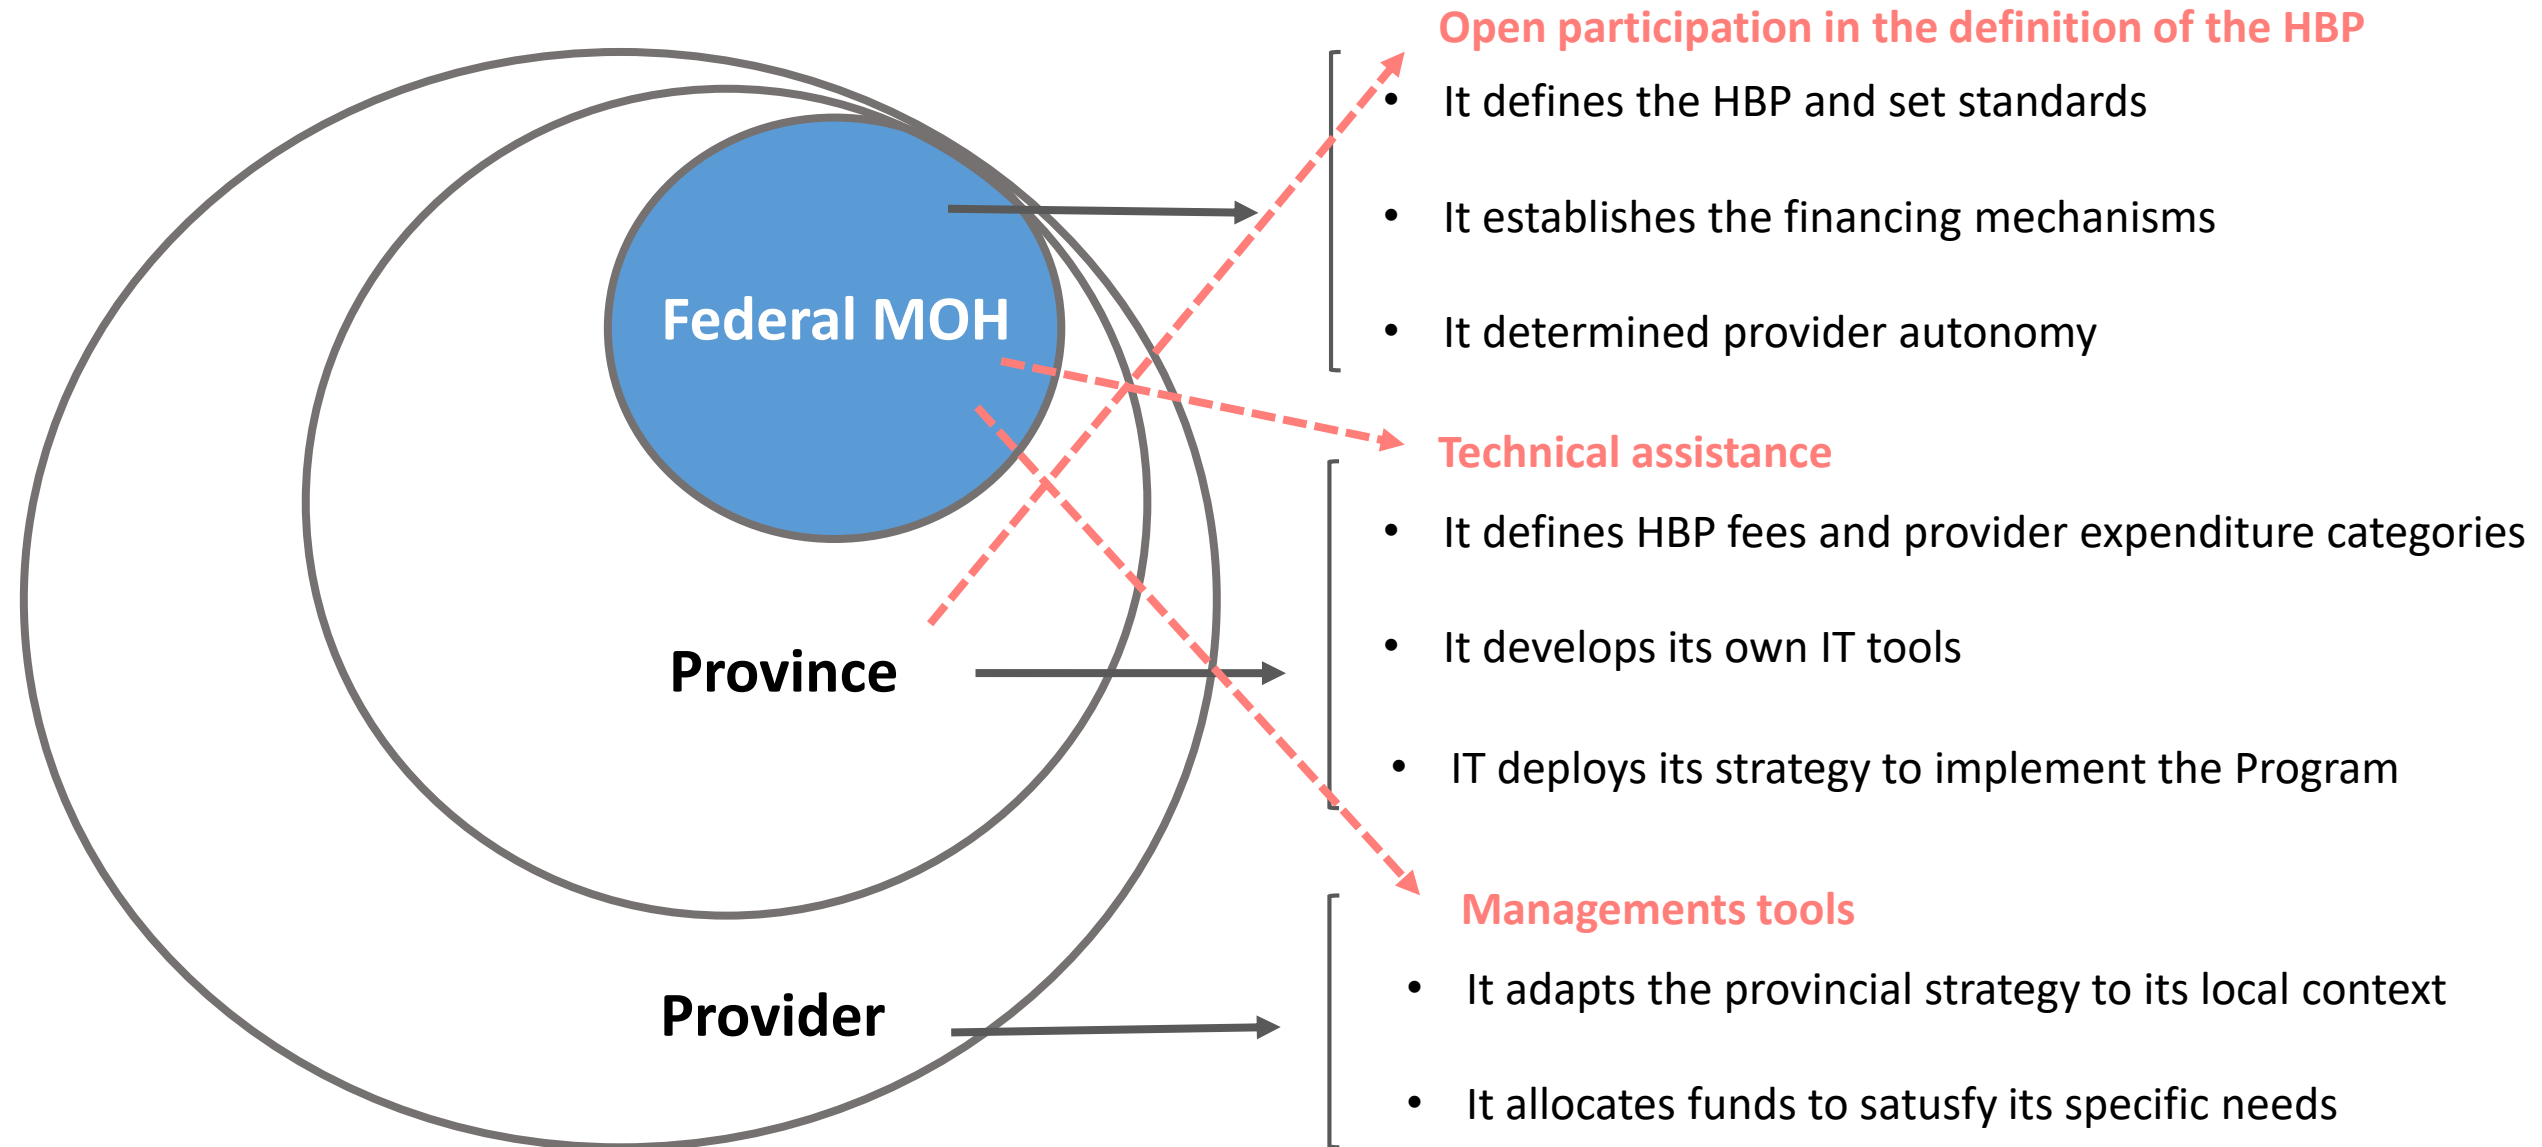 Open participation in the definition of the HBP
• It defines the HBP and set standards
• It establishes the financing mechanisms
• It determined provider autonomy
Federal MOH
Technical assistance
• It defines HBP fees and provider expenditure categories
• It develops its own IT tools
• IT deploys its strategy to implement the Program
Province
Managements tools
• It adapts the provincial strategy to its local context
• It allocates funds to satusfy its specific needs
Provider